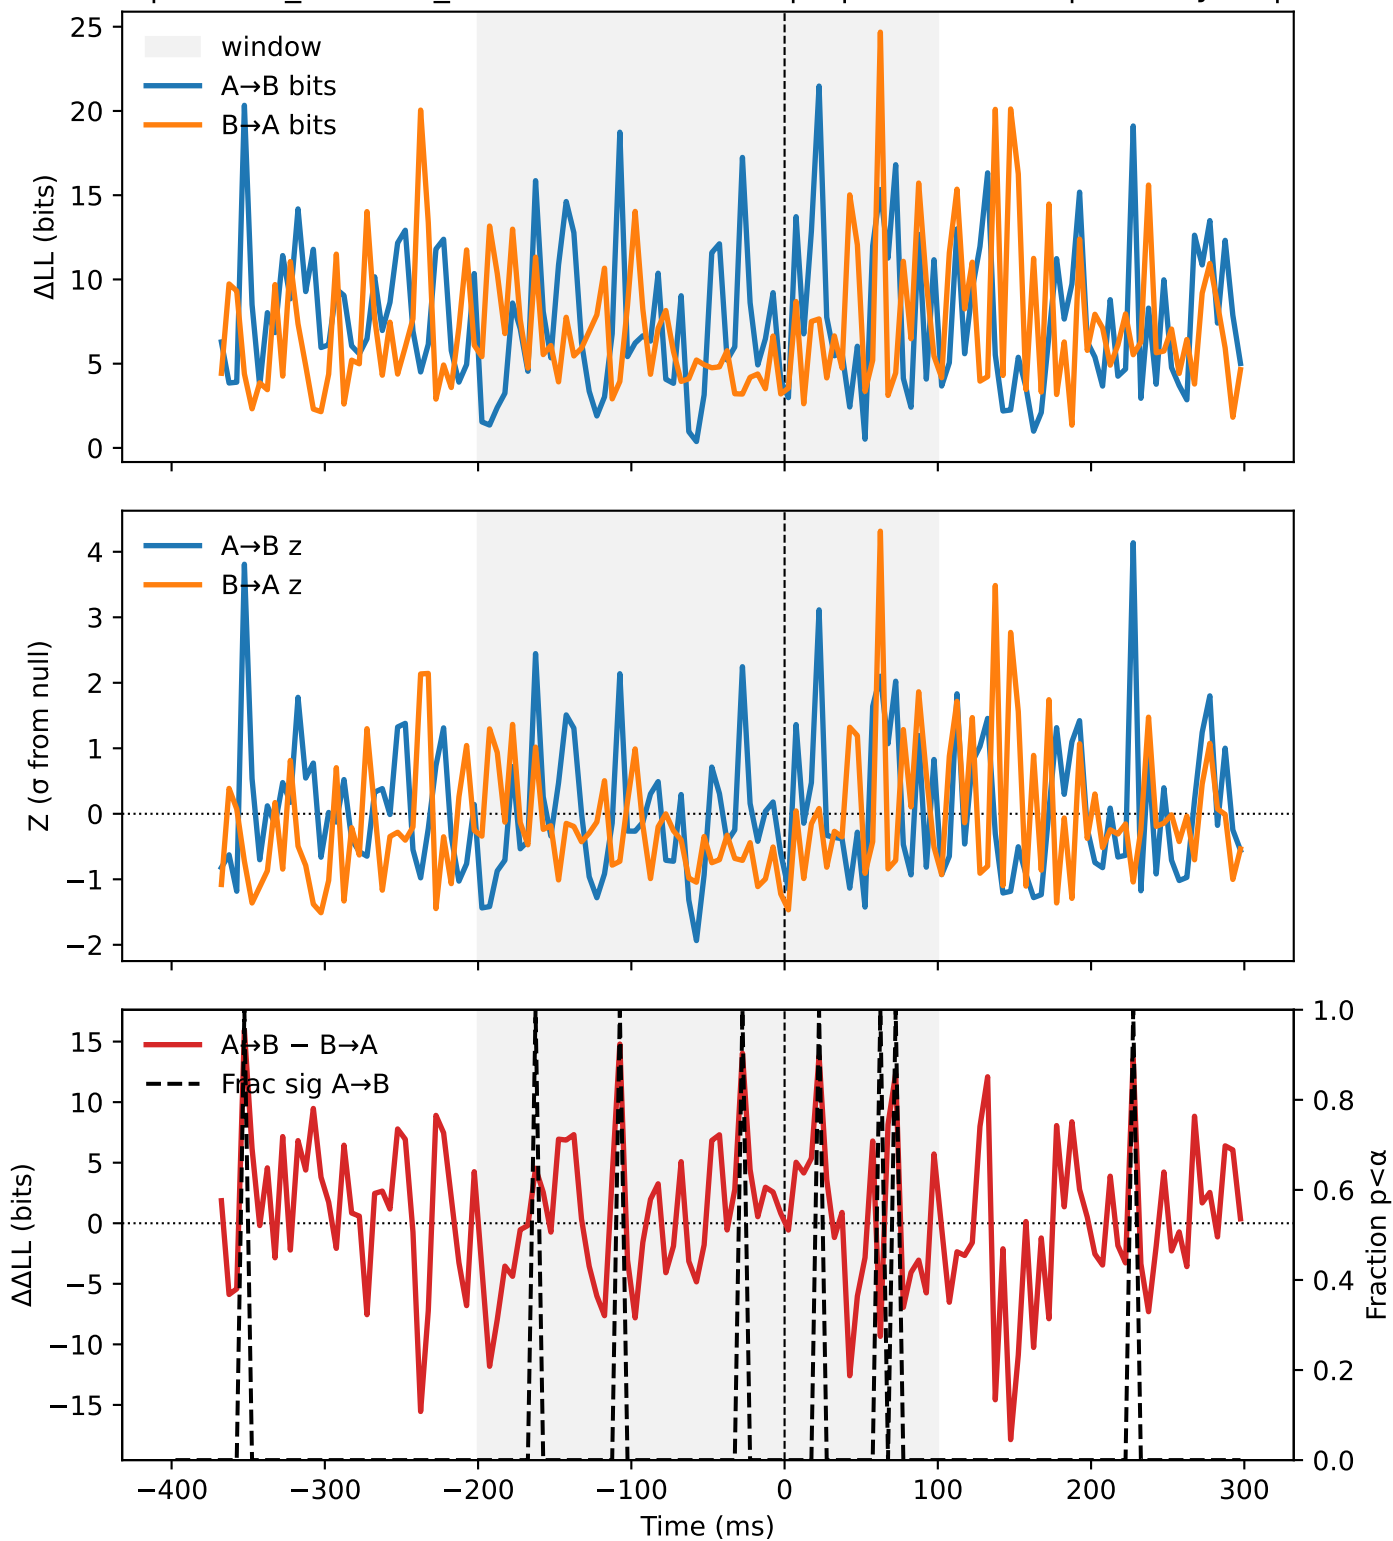 25
20
15
10
5
0
ΔLL (bits)
window
A→B bits
B→A bits
4
3
2
1
0
−1
−2
Z (σ from null)
A→B z
B→A z
15
10
5
0
−5
−10
−15
ΔΔLL (bits)
A→B − B→A
Frac sig A→B
1.0
0.8
0.6
0.4
0.2
0.0
Fraction p<α
−400 −300 −200 −100 0 100 200 300
Time (ms)